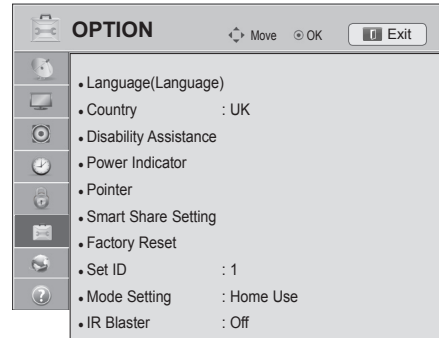 OPTION
Move
OK
Exit
• Language(Language)
• Country : UK
• Disability Assistance
• Power Indicator
• Pointer
• Smart Share Setting
• Factory Reset
• Set ID : 1
• Mode Setting : Home Use
• IR Blaster : Off
?